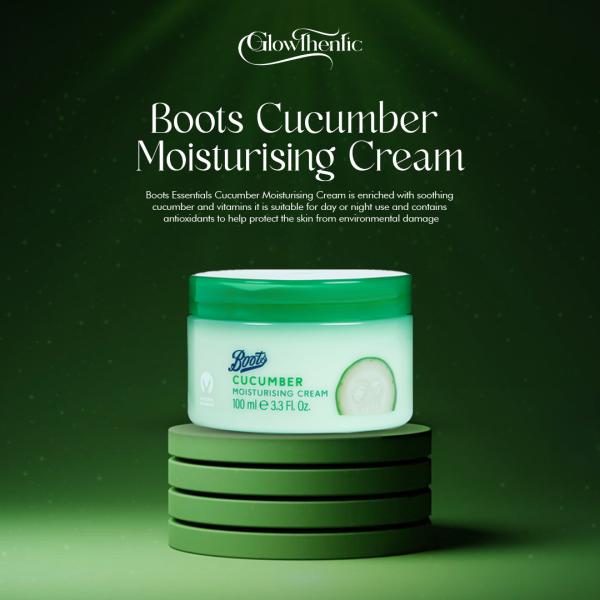 Glowthentic
Boots Cucumber
Moisturising Cream
Boots Essentials Cucumber Moisturising Cream is enriched with soothing
cucumber and vitamins it is suitable for day or night use and contains
antioxidants to help protect the skin from environmental damage
Boots
CUCUMBER
MOISTURISING CREAM
100 ml ℮ 3.3 Fl. Oz.